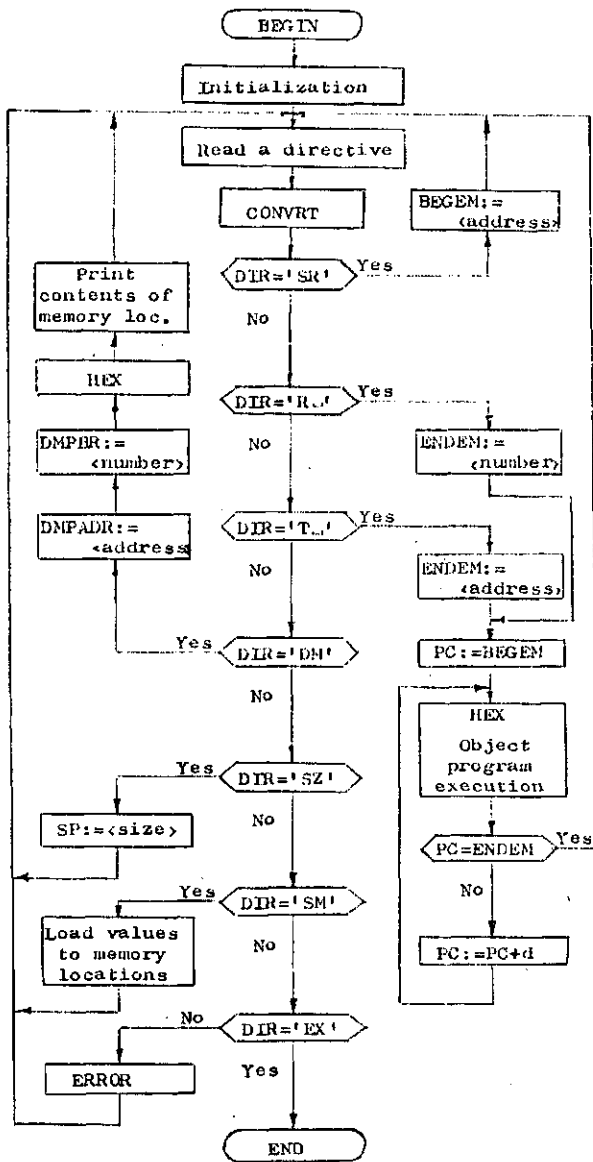 BEGIN
Initialization
Read a directive
CONVRT
BEGEM:=
<address>
DIR='SR'
Yes
No
Print
contents of
memory loc.
HEX
DMPBR:=
<number>
DMPADR:=
<address>
DIR='R
Yes
No
ENDEM:=
<number>
DIR='T
Yes
No
ENDEM:=
<address>
Yes
DIR='DM'
No
PC:=BEGEM
HEX
Object
program
execution
Yes
DIR='SZ'
No
SP:=<size>
PC=ENDEM
Yes
No
PC:=PC+d
Yes
DIR='SM'
No
Load values
to memory
locations
No
DIR='EX'
Yes
ERROR
END